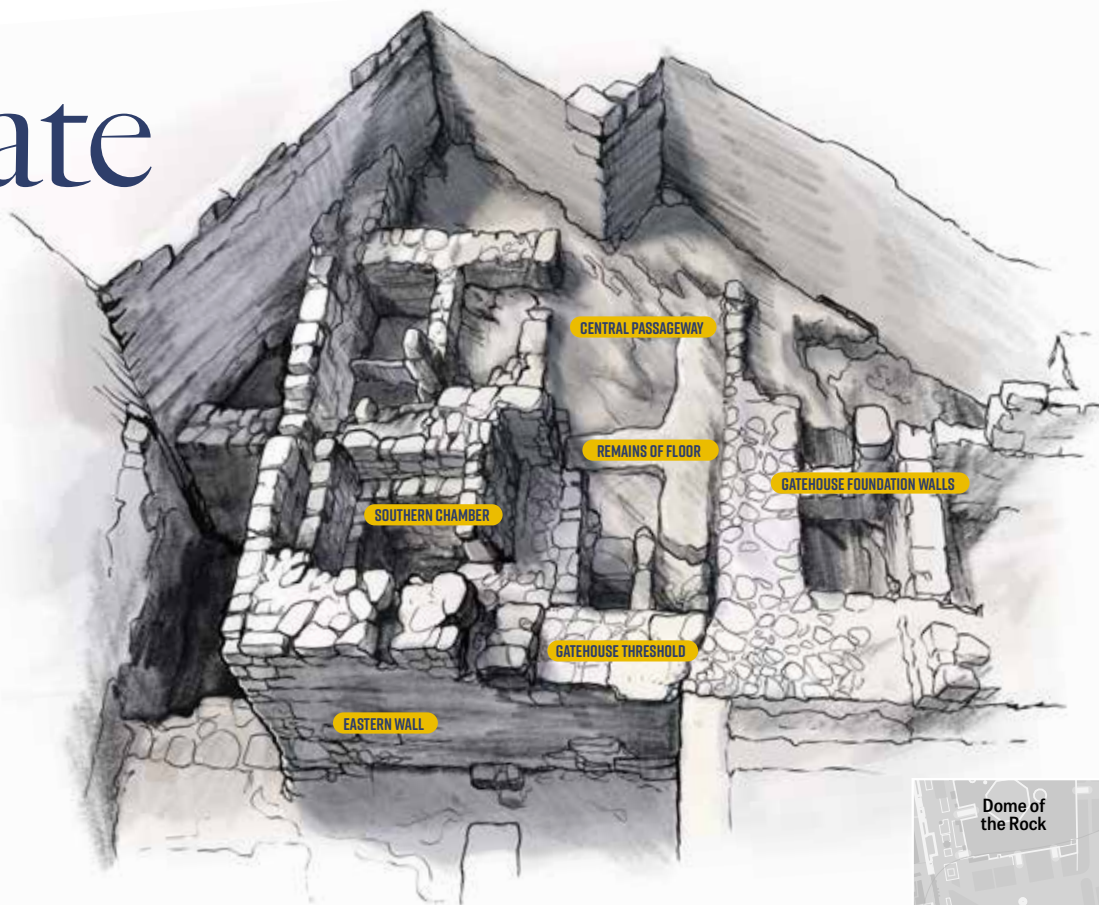 ate
CENTRAL PASSAGEWAY
REMAINS OF FLOOR
GATEHOUSE FOUNDATION WALLS
SOUTHERN CHAMBER
GATEHOUSE THRESHOLD
EASTERN WALL
Dome of
the Rock